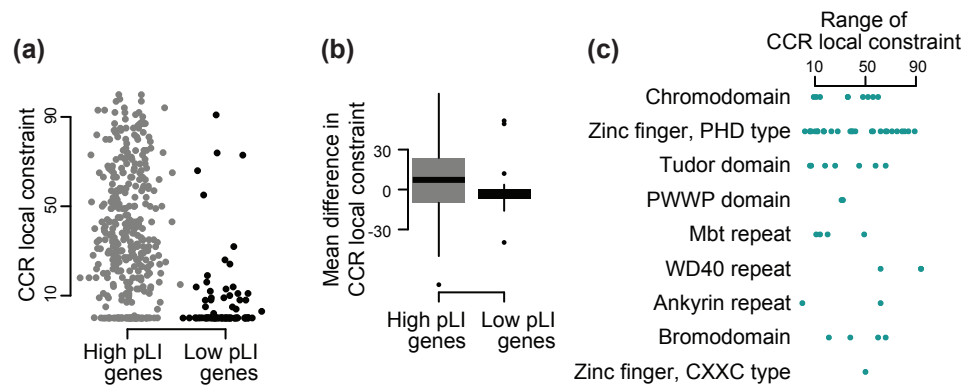 (a)
CCR local constraint
90
50
10
High pLI
genes
Low pLI
genes
(b)
Mean difference in
CCR local constraint
30
0
-30
High pLI
genes
Low pLI
genes
(c)
Range of
CCR local constraint
10 50 90
Chromodomain
Zinc finger, PHD type
Tudor domain
PWWP domain
Mbt repeat
WD40 repeat
Ankyrin repeat
Bromodomain
Zinc finger, CXXC type